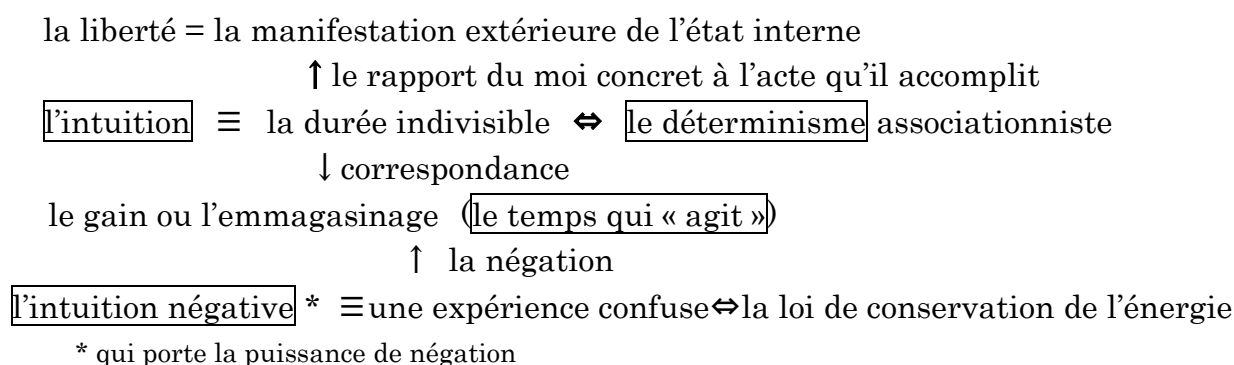 la liberté = la manifestation extérieure de l’état interne
↑ le rapport du moi concret à l’acte qu’il accomplit
l’intuition ≡ la durée indivisible ⇔ le déterminisme associationniste
↓ correspondance
le gain ou l’emmagasinage (le temps qui « agit »)
↑ la négation
l’intuition négative * ≡une expérience confuse⇔la loi de conservation de l’énergie
* qui porte la puissance de négation